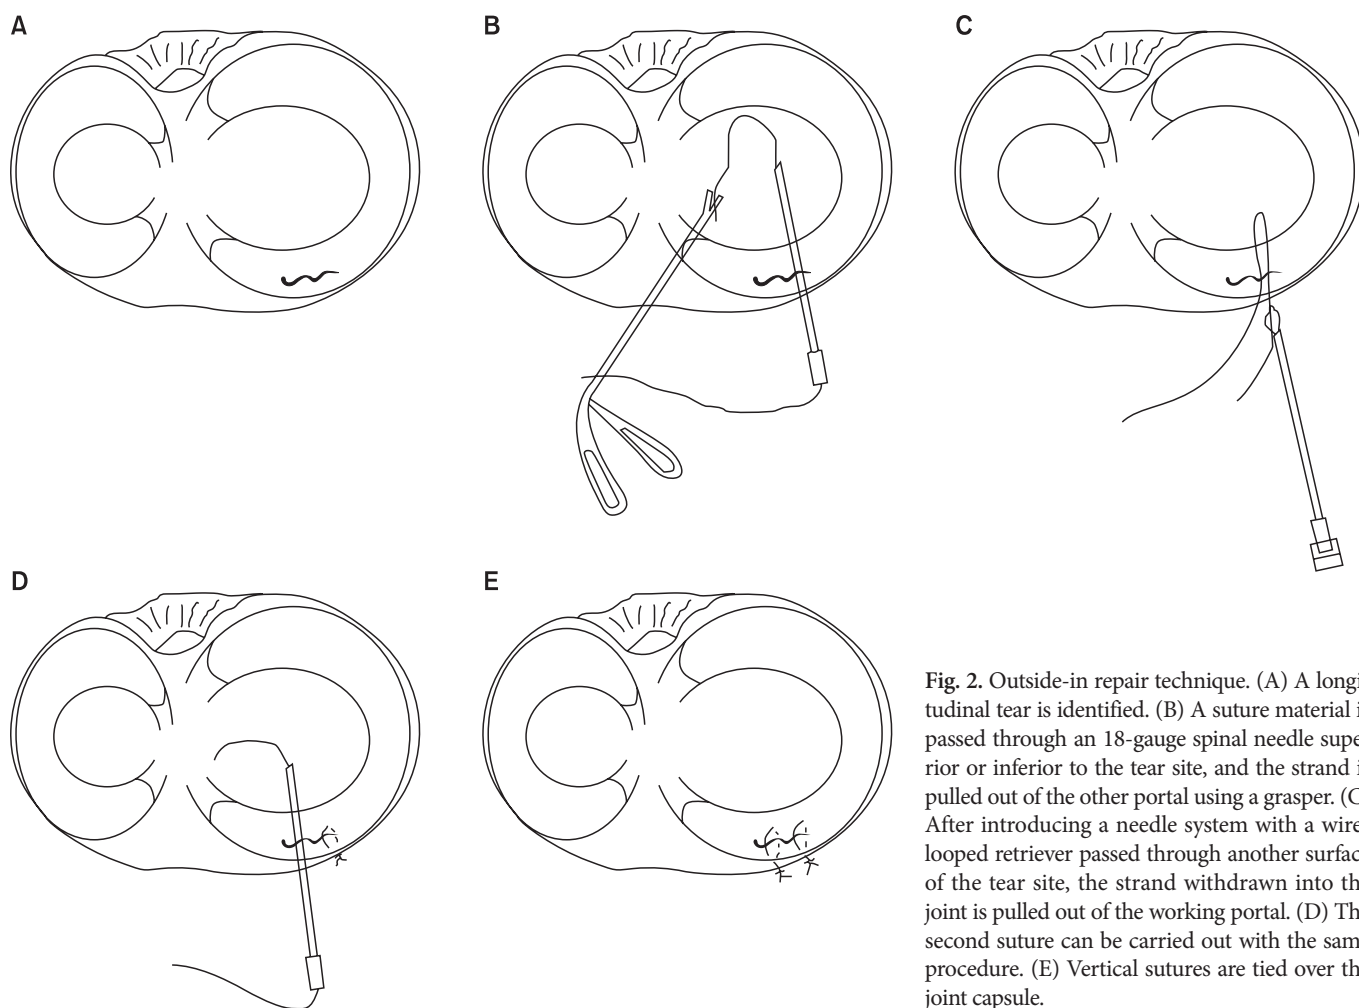 A
B
C
D
E
Fig. 2. Outside-in repair technique. (A) A longi
tudinal tear is identified. (B) A suture material i
passed through an 18-gauge spinal needle supe
rior or inferior to the tear site, and the strand i
pulled out of the other portal using a grasper. (C
After introducing a needle system with a wire
looped retriever passed through another surfac
of the tear site, the strand withdrawn into th
joint is pulled out of the working portal. (D) Th
second suture can be carried out with the sam
procedure. (E) Vertical sutures are tied over th
joint capsule.